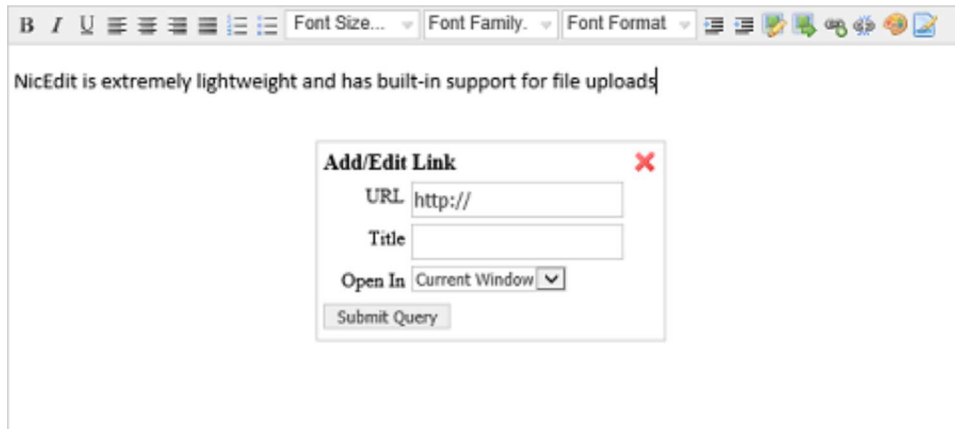 B I U Font Size... Font Family. Font Format
NicEdit is extremely lightweight and has built-in support for file uploads
Add/Edit Link
URL http://
Title
Open In Current Window
Submit Query